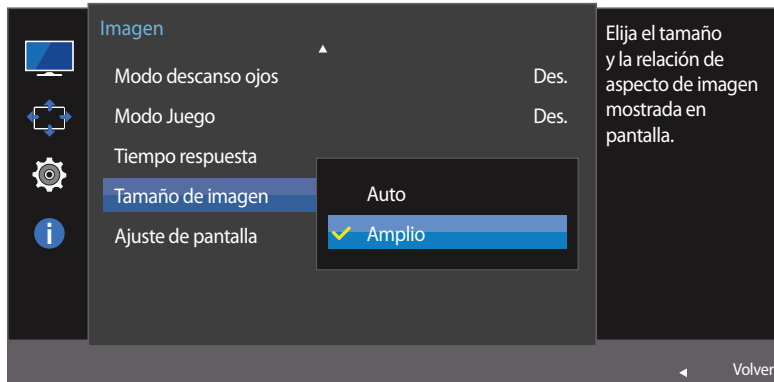 Imagen
Modo descanso ojos Des.
Modo Juego Des.
Tiempo respuesta
Tamaño de imagen
Auto
Ajuste de pantalla
Amplio
Elija el tamaño
y la relación de
aspecto de imagen
mostrada en
pantalla.
Volver